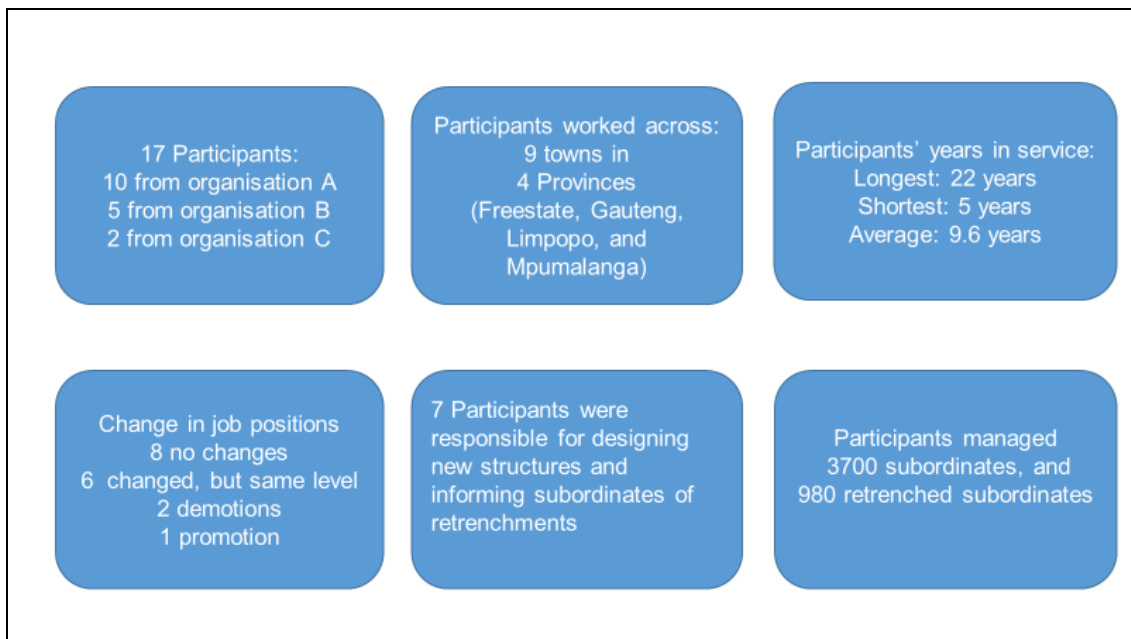 17 Participants:
10 from organisation A
5 from organisation B
2 from organisation C
Participants worked across:
9 towns in
4 Provinces
(Freestate, Gauteng,
Limpopo, and
Mpumalanga)
Participants' years in service:
Longest: 22 years
Shortest: 5 years
Average: 9.6 years
Change in job positions
8 no changes
6 changed, but same level
2 demotions
1 promotion
7 Participants were
responsible for designing
new structures and
informing subordinates of
retrenchments
Participants managed
3700 subordinates, and
980 retrenched subordinates